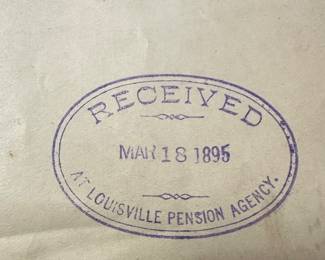 RECEIVED
MAR 18 1895
AT LOUISVILLE PENSION AGENCY.